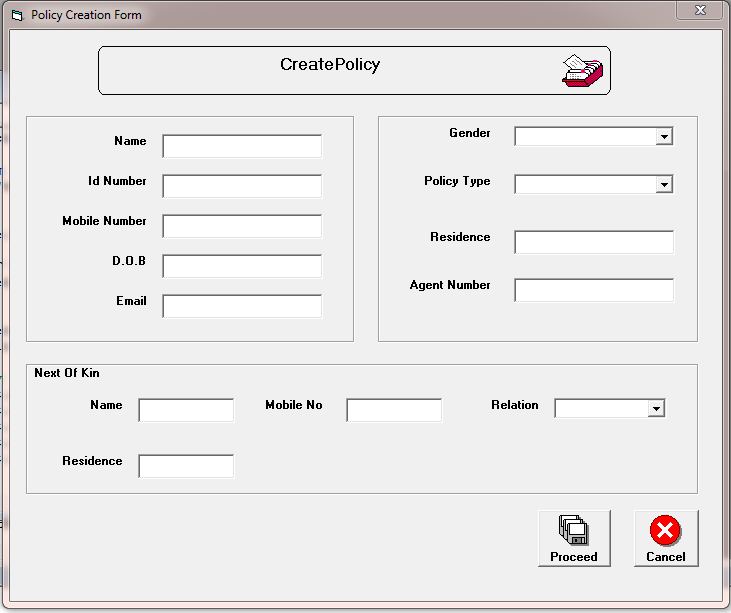 Policy Creation Form
CreatePolicy
Name
Id Number
Mobile Number
D.O.B
Email
Gender
Policy Type
Residence
Agent Number
Next Of Kin
Name
Mobile No
Relation
Residence
Proceed
Cancel